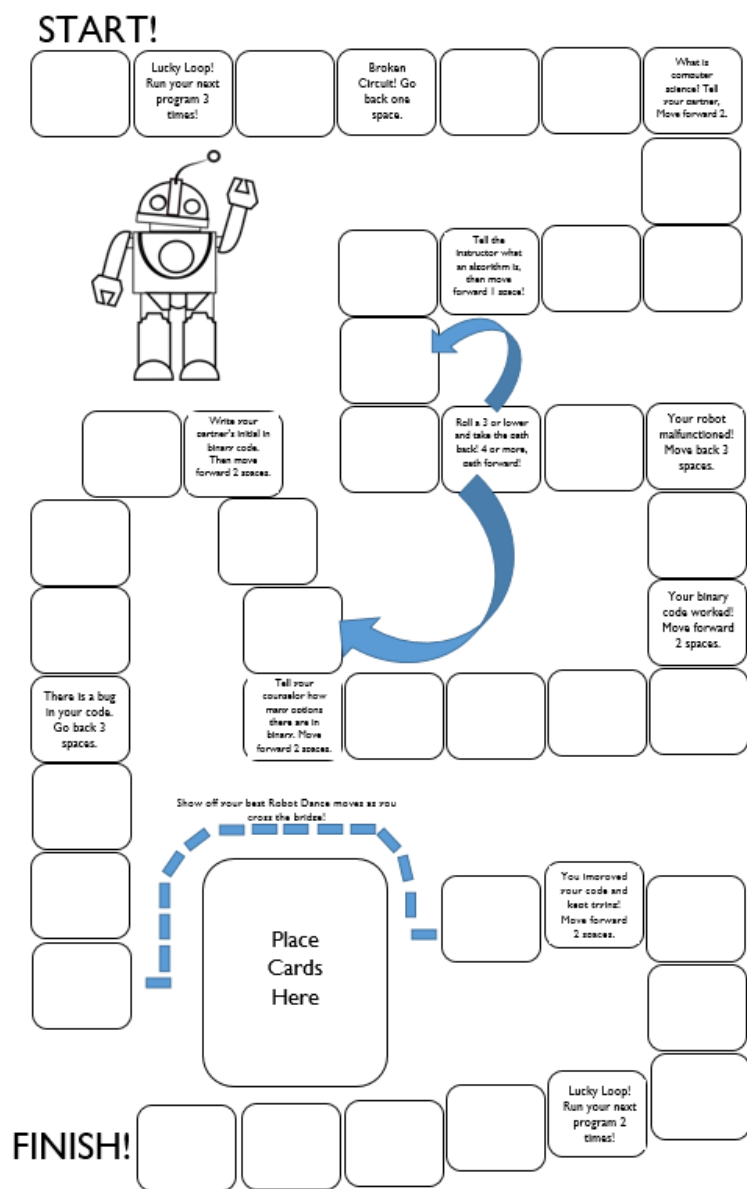 START!
Lucky Loop!
Run your next
program 3
times!
Broken
Circuit! Go
back one
space.
What is
computer
science? Tell
your partner,
Move forward 2.
Tell the
instructor what
an algorithm is,
then move
forward 1 space!
Write your
partner's initial in
binary code.
Then move
forward 2 spaces.
Roll a 3 or lower
and take the path
back! 4 or more,
path forward!
Your robot
malfunctioned!
Move back 3
spaces.
Your binary
code worked!
Move forward
2 spaces.
There is a bug
in your code.
Go back 3
spaces.
Tell your
counselor how
many options
there are in
binary. Move
forward 2 spaces.
Show off your best Robot Dance moves as you
cross the bridge!
You improved
your code and
kept trying!
Move forward
2 spaces.
Place
Cards
Here
Lucky Loop!
Run your next
program 2
times!
FINISH!